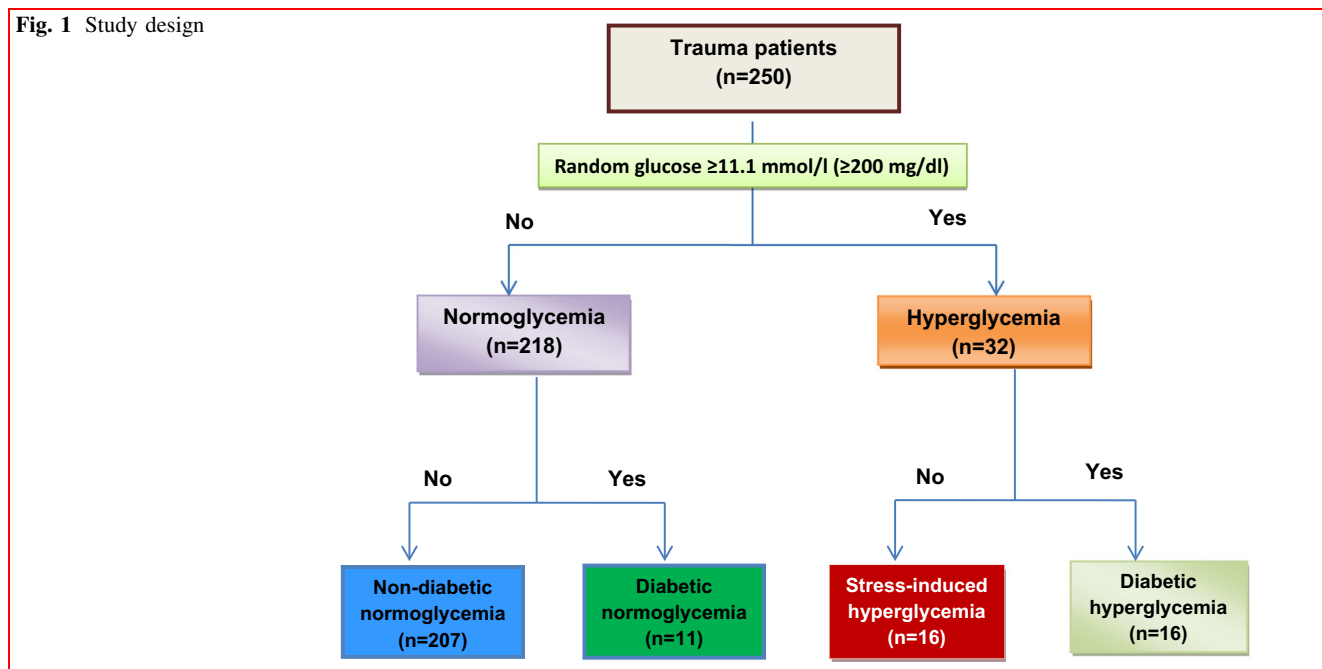 Fig. 1 Study design
Trauma patients
(n=250)
Random glucose ≥11.1 mmol/l (≥200 mg/dl)
No
Yes
Normoglycemia
(n=218)
Hyperglycemia
(n=32)
No
Yes
No
Yes
Non-diabetic
normoglycemia
(n=207)
Diabetic
normoglycemia
(n=11)
Stress-induced
hyperglycemia
(n=16)
Diabetic
hyperglycemia
(n=16)